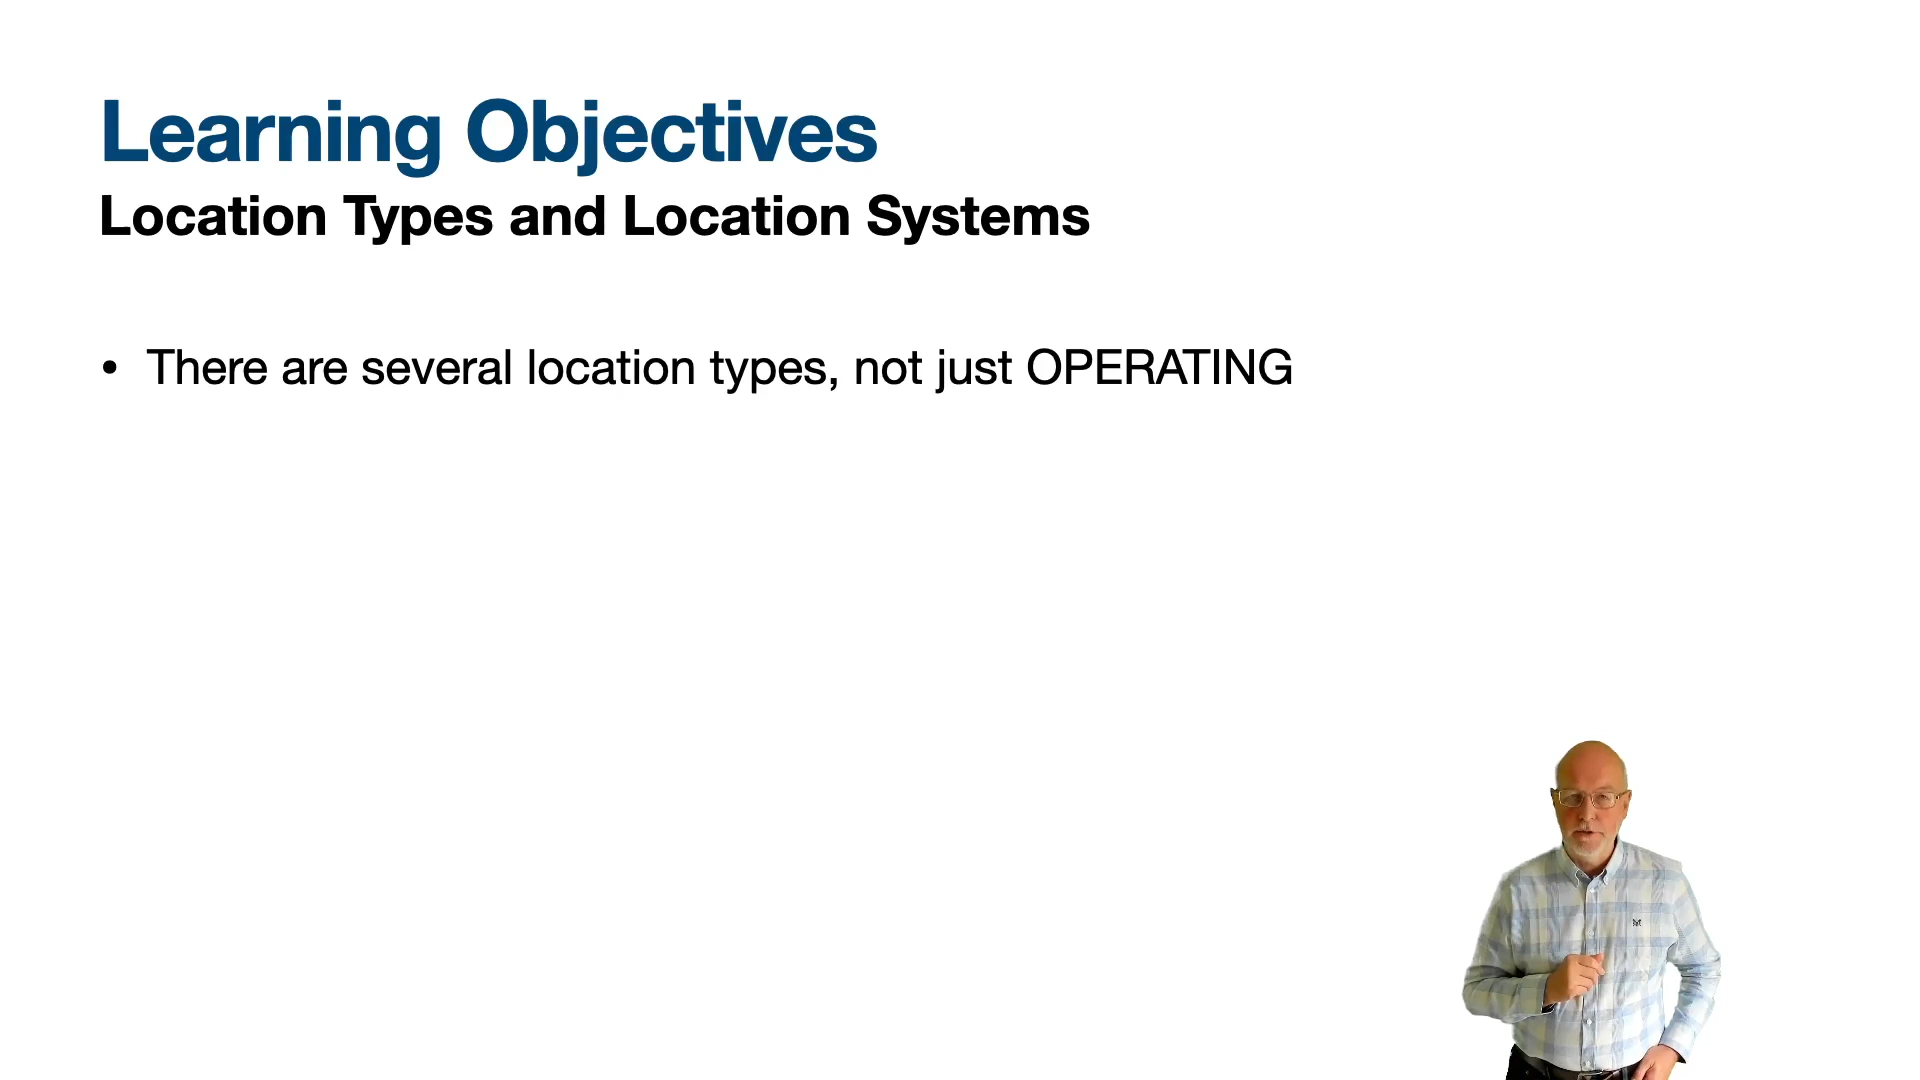 Learning Objectives
Location Types and Location Systems
• There are several location types, not just OPERATING